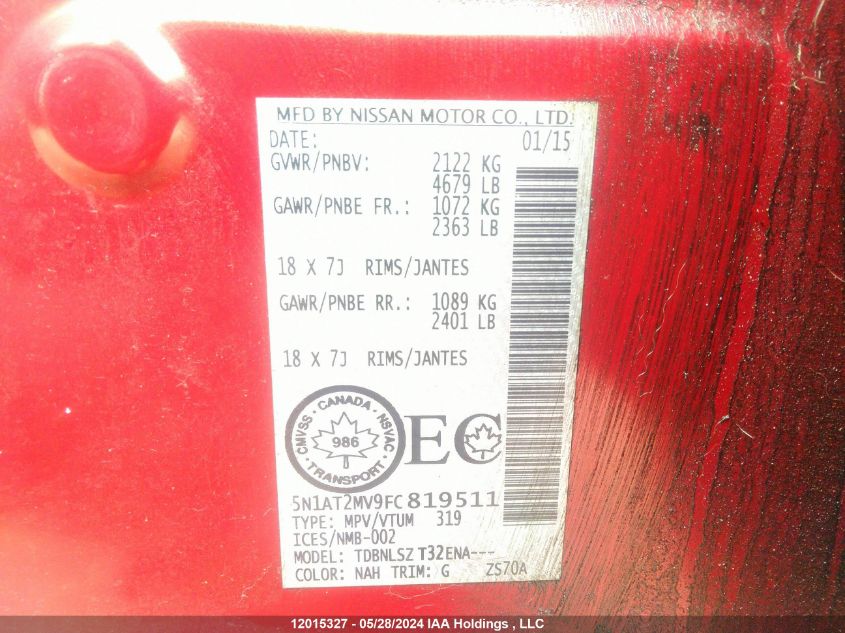 MFD BY NISSAN MOTOR CO., LTD.
DATE: 01/15
GVWR/PNBV: 2122 KG
4679 LB
GAWR/PNBE FR.: 1072 KG
2363 LB
18 X 7J RIMS/JANTES
GAWR/PNBE RR.: 1089 KG
2401 LB
18 X 7J RIMS/JANTES
CMVSS · CANADA · NSVAC
986
TRANSPORT
EC
5N1AT2MV9FC819511
TYPE: MPV/VTUM 319
ICES/NMB-002
MODEL: TDBNLSZ T32ENA---
COLOR: NAH TRIM: G ZS70A
12015327 - 05/28/2024 IAA Holdings , LLC